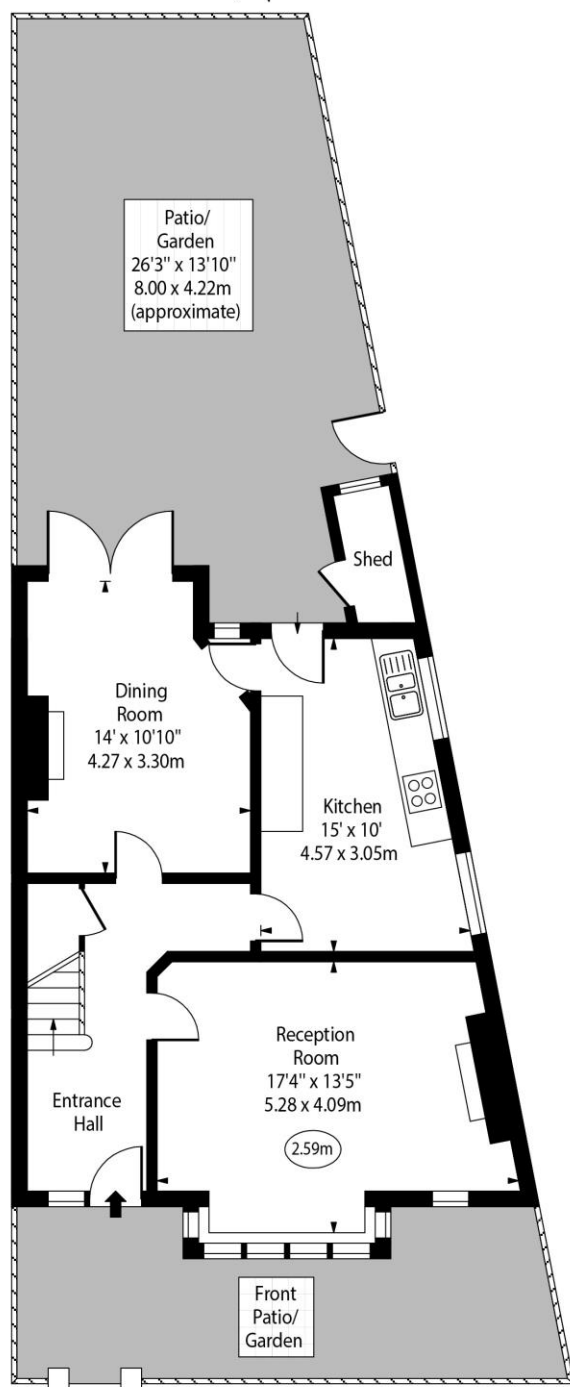 Patio/
Garden
26'3" x 13'10"
8.00 x 4.22m
(approximate)
Shed
Dining
Room
14' x 10'10"
4.27 x 3.30m
Kitchen
15' x 10'
4.57 x 3.05m
Reception
Room
17'4" x 13'5"
5.28 x 4.09m
2.59m
Entrance
Hall
Front
Patio/
Garden